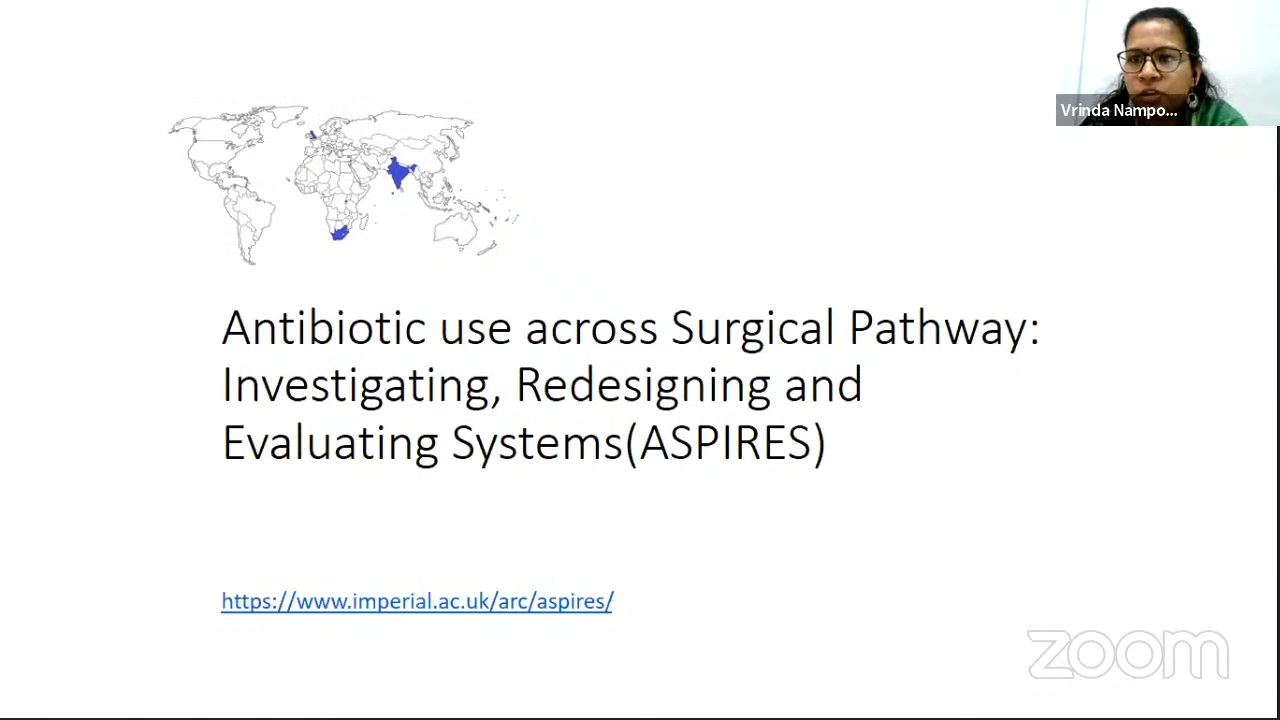 Vrinda Nampo...
Antibiotic use across Surgical Pathway:
Investigating, Redesigning and
Evaluating Systems(ASPIRES)
https://www.imperial.ac.uk/arc/aspires/
zoom